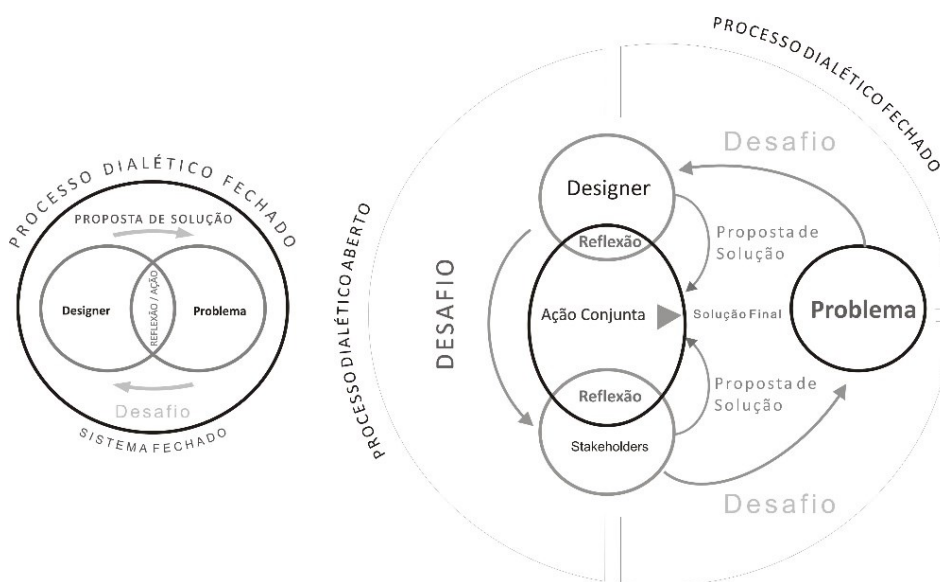 PROCESSO DIALÉTICO FECHADO
PROPOSTA DE SOLUÇÃO
Designer
REFLEXÃO / AÇÃO
Problema
Desafio
SISTEMA FECHADO
PROCESSO DIALÉTICO ABERTO
PROCESSO DIALÉTICO FECHADO
DESAFIO
Desafio
Designer
Reflexão
Proposta de
Solução
Ação Conjunta
Solução Final
Problema
Reflexão
Proposta de
Solução
Stakeholders
Desafio